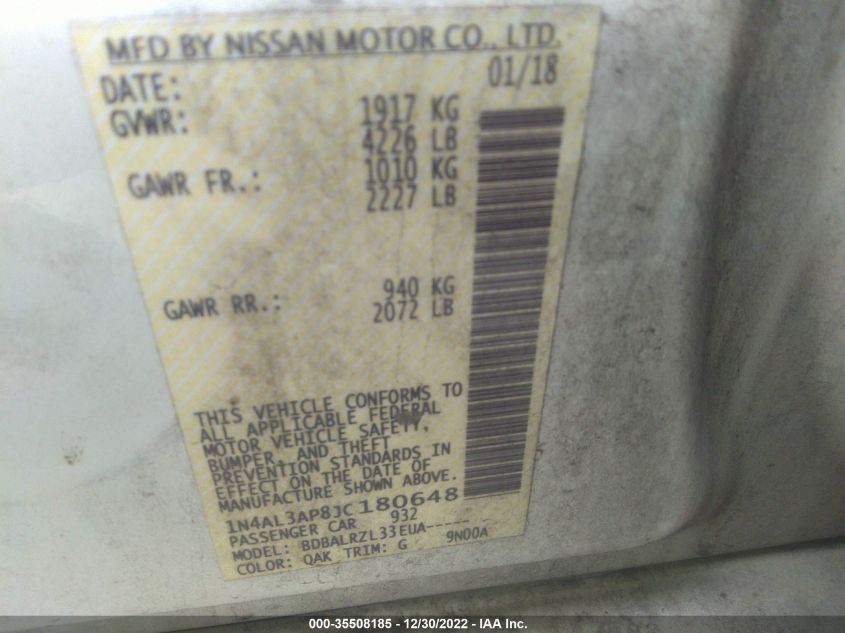 MFD BY NISSAN MOTOR CO., LTD.
DATE: 01/18
GVWR: 1917 KG
4226 LB
GAWR FR.: 1010 KG
2227 LB
GAWR RR.: 940 KG
2072 LB
THIS VEHICLE CONFORMS TO
ALL APPLICABLE FEDERAL
MOTOR VEHICLE SAFETY,
BUMPER, AND THEFT
PREVENTION STANDARDS IN
EFFECT ON THE DATE OF
MANUFACTURE SHOWN ABOVE.
1N4AL3AP8JC180648
PASSENGER CAR 932
MODEL: BDBALRZL33EUA-----
COLOR: QAK TRIM: G 9N00A
000-35508185 - 12/30/2022 - IAA Inc.